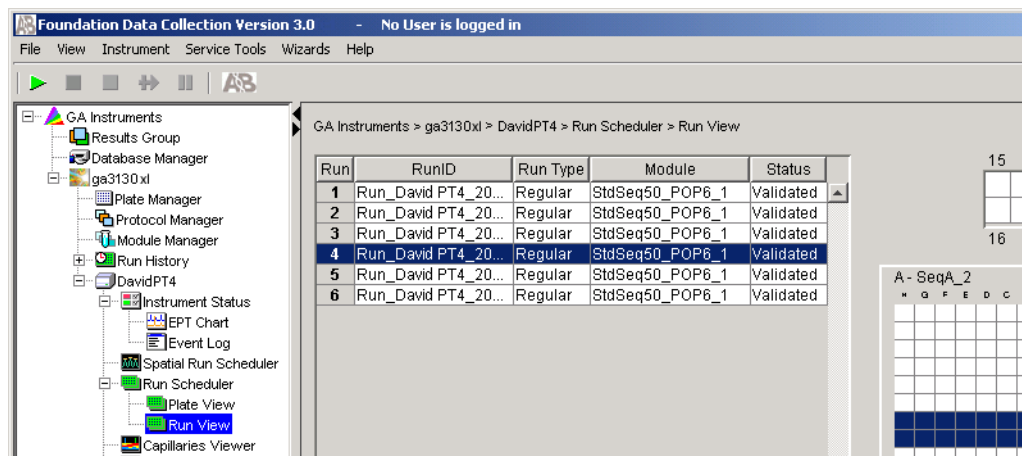 Foundation Data Collection Version 3.0 - No User is logged in
File View Instrument Service Tools Wizards Help
AB
GA Instruments
Results Group
Database Manager
ga3130xl
Plate Manager
Protocol Manager
Module Manager
Run History
DavidPT4
Instrument Status
EPT Chart
Event Log
Spatial Run Scheduler
Run Scheduler
Plate View
Run View
Capillaries Viewer
GA Instruments > ga3130xl > DavidPT4 > Run Scheduler > Run View
Run RunID Run Type Module Status
1 Run_David PT4_20... Regular StdSeq50_POP6_1 Validated
2 Run_David PT4_20... Regular StdSeq50_POP6_1 Validated
3 Run_David PT4_20... Regular StdSeq50_POP6_1 Validated
4 Run_David PT4_20... Regular StdSeq50_POP6_1 Validated
5 Run_David PT4_20... Regular StdSeq50_POP6_1 Validated
6 Run_David PT4_20... Regular StdSeq50_POP6_1 Validated
15
16
A - SeqA_2
H G F E D C